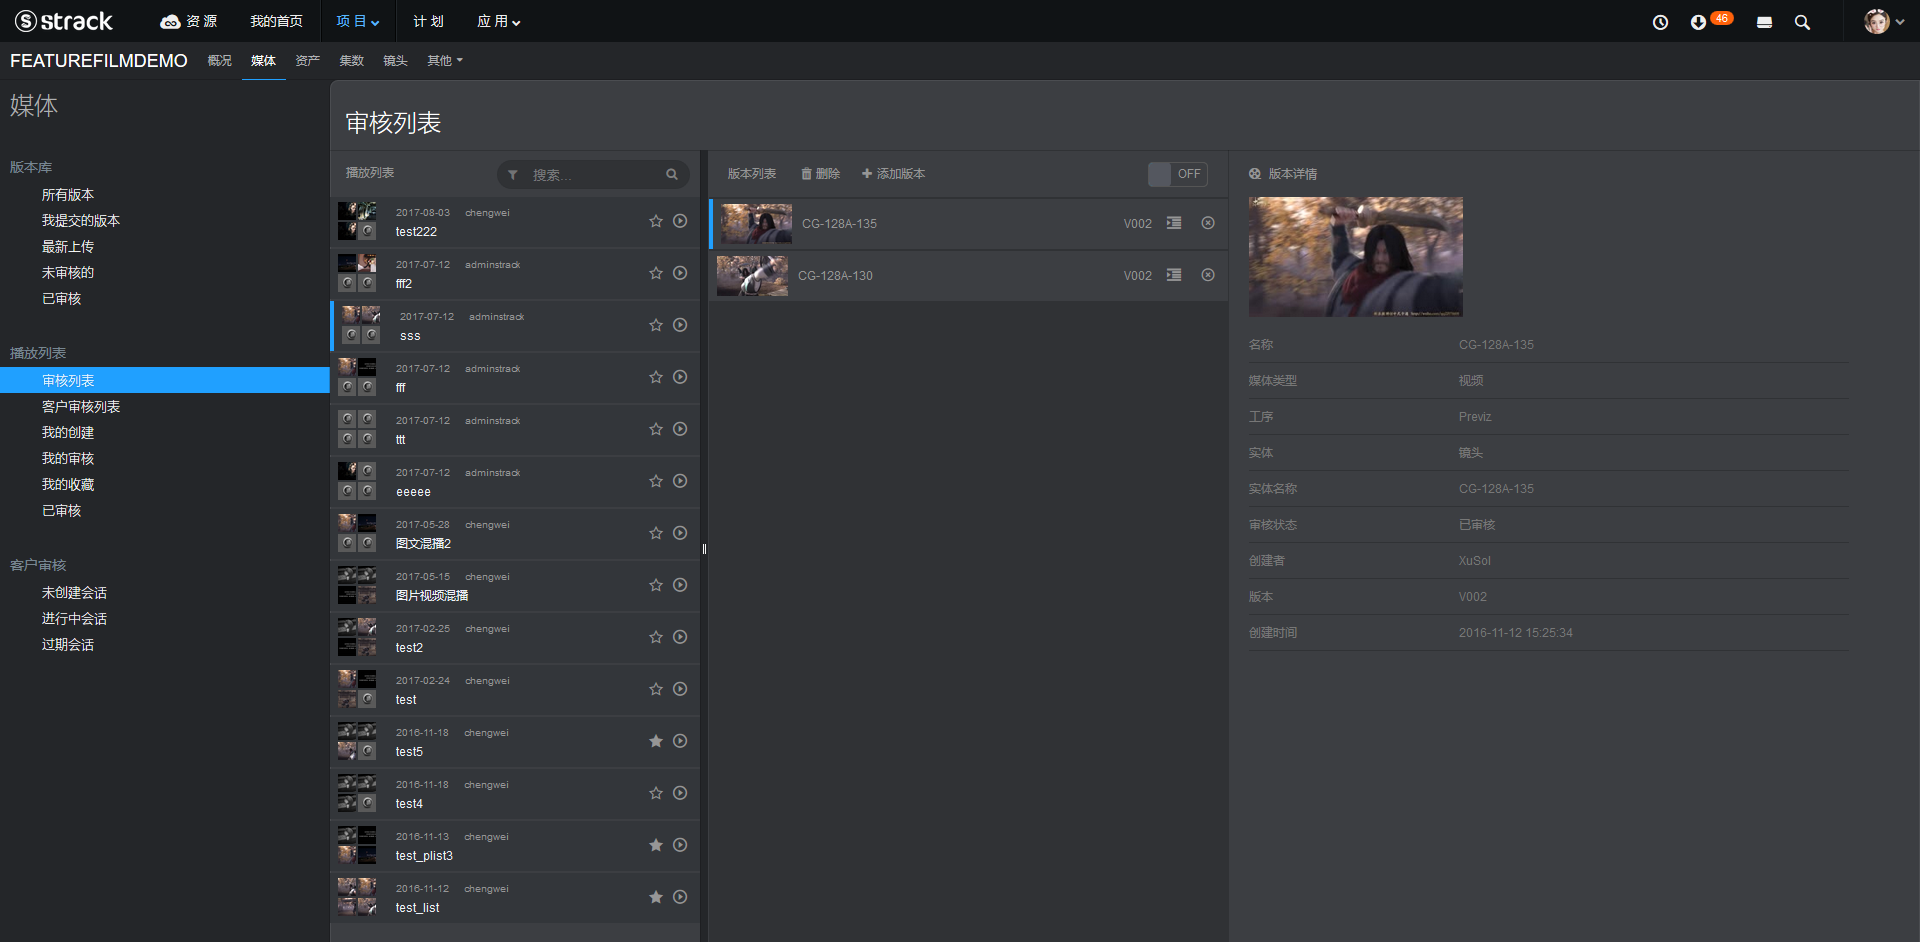 strack 资 源 我的首页 项 目 计 划 应 用 46
FEATUREFILMDEMO 概况 媒体 资产 集数 镜头 其他
媒体
版本库
所有版本
我提交的版本
最新上传
未审核的
已审核
播放列表
审核列表
客户审核列表
我的创建
我的审核
我的收藏
已审核
客户审核
未创建会话
进行中会话
过期会话
审核列表
播放列表 搜索...
2017-08-03 chengwei
test222
2017-07-12 adminstrack
fff2
2017-07-12 adminstrack
sss
2017-07-12 adminstrack
fff
2017-07-12 adminstrack
ttt
2017-07-12 adminstrack
eeeee
2017-05-28 chengwei
图文混播2
2017-05-15 chengwei
图片视频混播
2017-02-25 chengwei
test2
2017-02-24 chengwei
test
2016-11-18 chengwei
test5
2016-11-18 chengwei
test4
2016-11-13 chengwei
test_plist3
2016-11-12 chengwei
test_list
版本列表 删除 添加版本 OFF
CG-128A-135 V002
CG-128A-130 V002
版本详情
名称 CG-128A-135
媒体类型 视频
工序 Previz
实体 镜头
实体名称 CG-128A-135
审核状态 已审核
创建者 XuSol
版本 V002
创建时间 2016-11-12 15:25:34